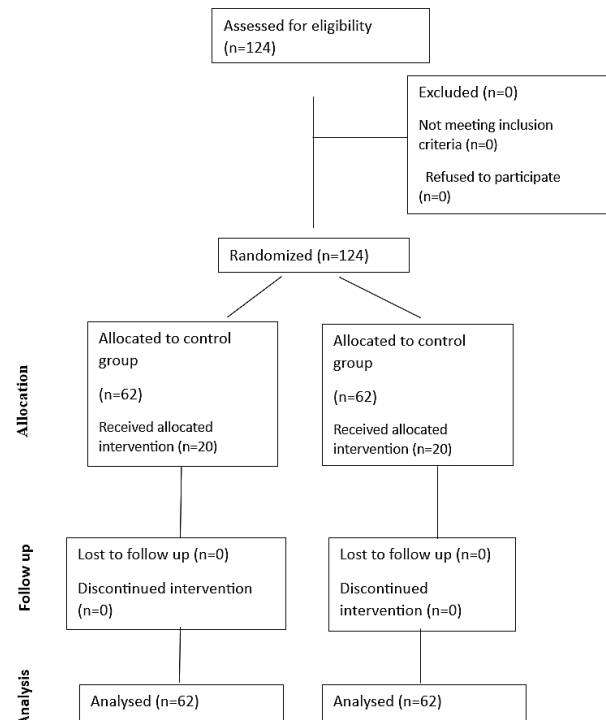 Assessed for eligibility
(n=124)
Excluded (n=0)
Not meeting inclusion
criteria (n=0)
Refused to participate
(n=0)
Randomized (n=124)
Allocation
Allocated to control
group
(n=62)
Received allocated
intervention (n=20)
Allocated to control
group
(n=62)
Received allocated
intervention (n=20)
Follow up
Lost to follow up (n=0)
Discontinued intervention
(n=0)
Lost to follow up (n=0)
Discontinued
intervention (n=0)
Analysis
Analysed (n=62)
Analysed (n=62)